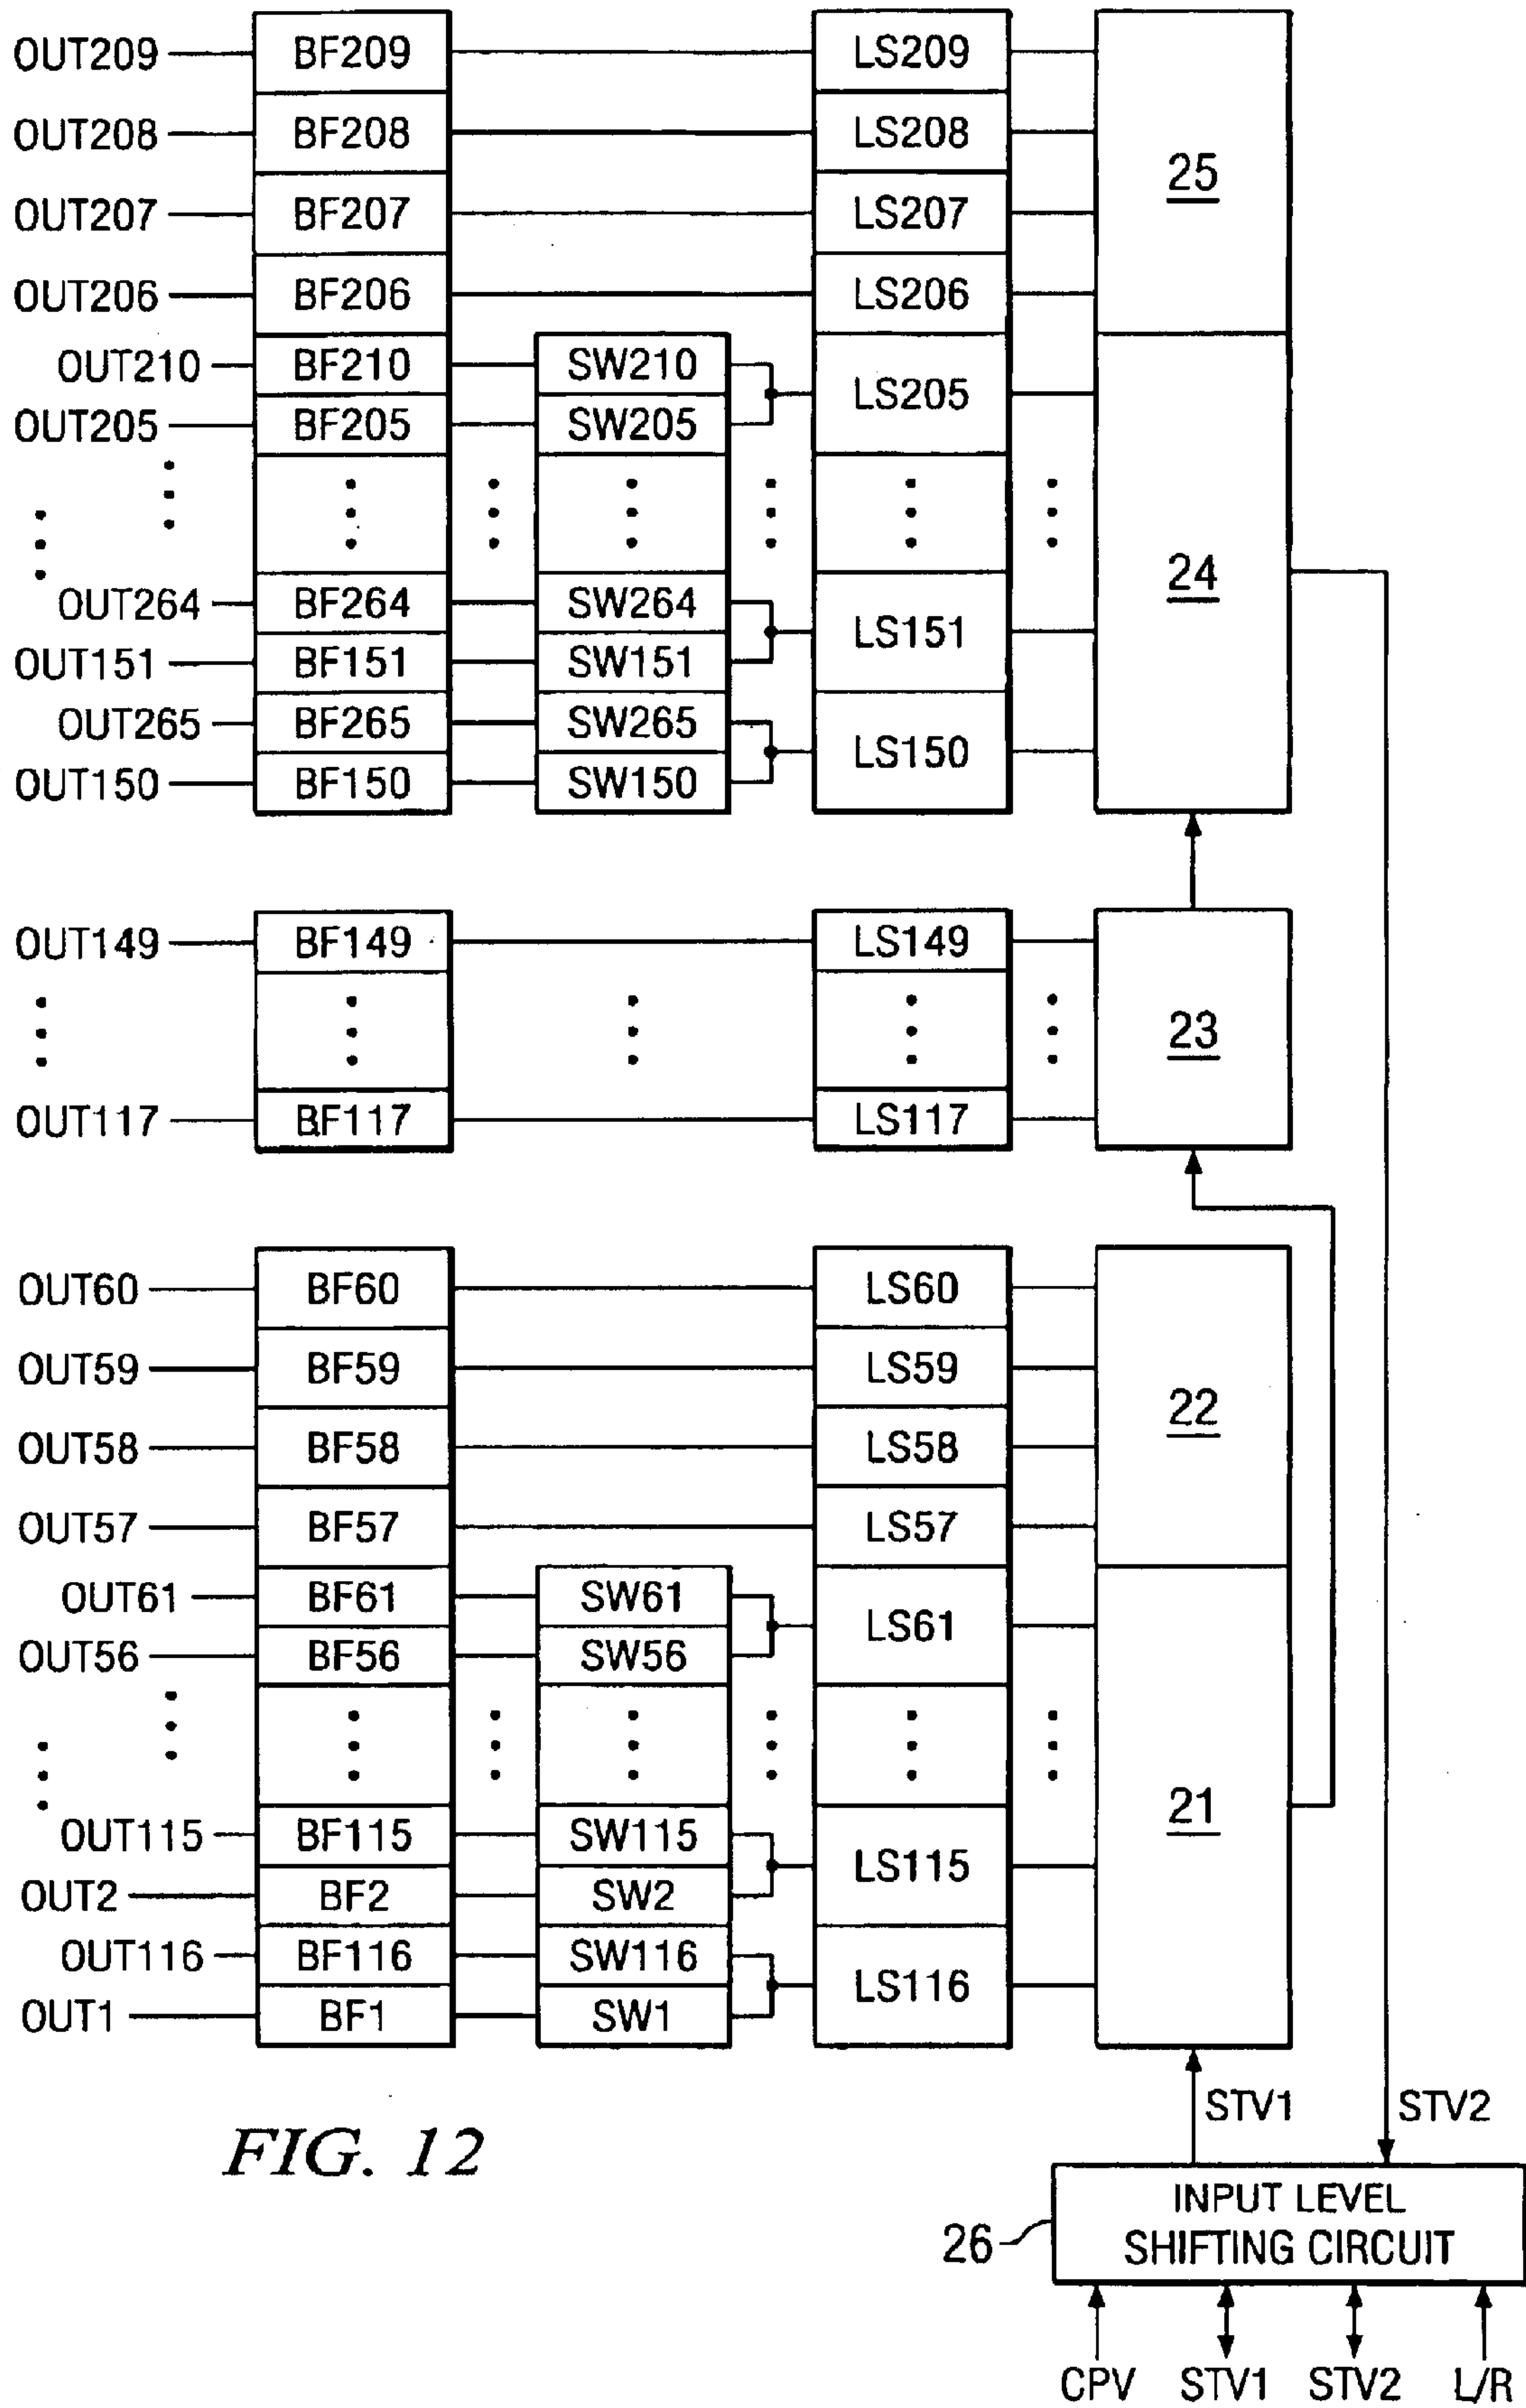 OUT209 BF209 LS209
OUT208 BF208 LS208
25
OUT207 BF207 LS207
OUT206 BF206 LS206
OUT210 BF210 SW210
LS205
OUT205 BF205 SW205
24
OUT264 BF264 SW264
LS151
OUT151 BF151 SW151
OUT265 BF265 SW265
LS150
OUT150 BF150 SW150
OUT149 BF149 LS149
23
OUT117 BF117 LS117
OUT60 BF60 LS60
OUT59 BF59 LS59
22
OUT58 BF58 LS58
OUT57 BF57 LS57
OUT61 BF61 SW61
LS61
OUT56 BF56 SW56
21
OUT115 BF115 SW115
LS115
OUT2 BF2 SW2
OUT116 BF116 SW116
LS116
OUT1 BF1 SW1
STV1 STV2
FIG. 12
INPUT LEVEL
26 SHIFTING CIRCUIT
CPV STV1 STV2 L/R